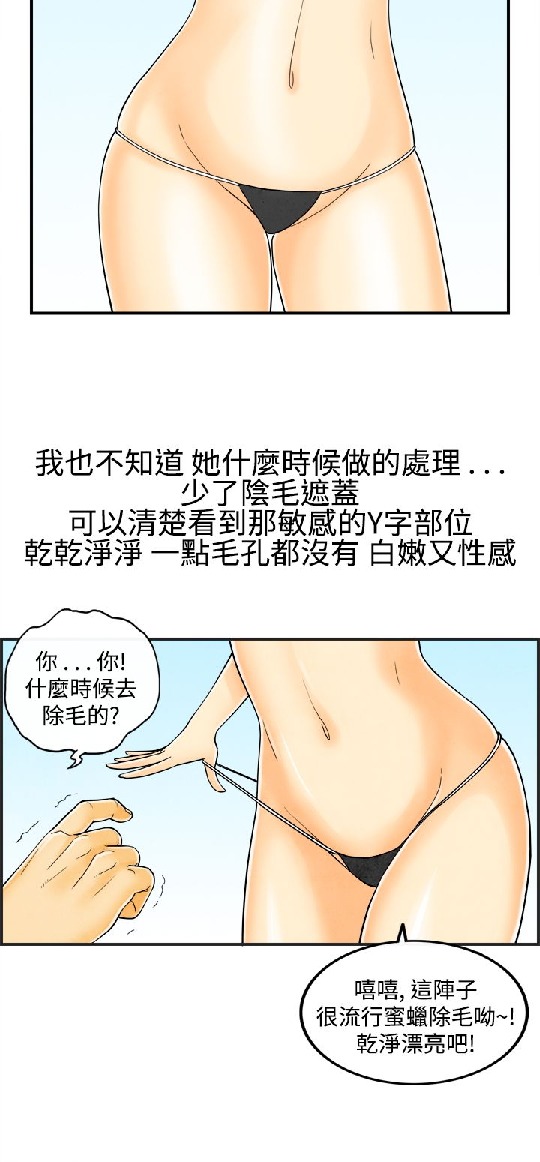 我也不知道 她什麼時候做的處理...
少了陰毛遮蓋
可以清楚看到那敏感的Y字部位
乾乾淨淨 一點毛孔都沒有 白嫩又性感
你...你!
什麼時候去
除毛的?
嘻嘻, 這陣子
很流行蜜蠟除毛呦~!
乾淨漂亮吧!